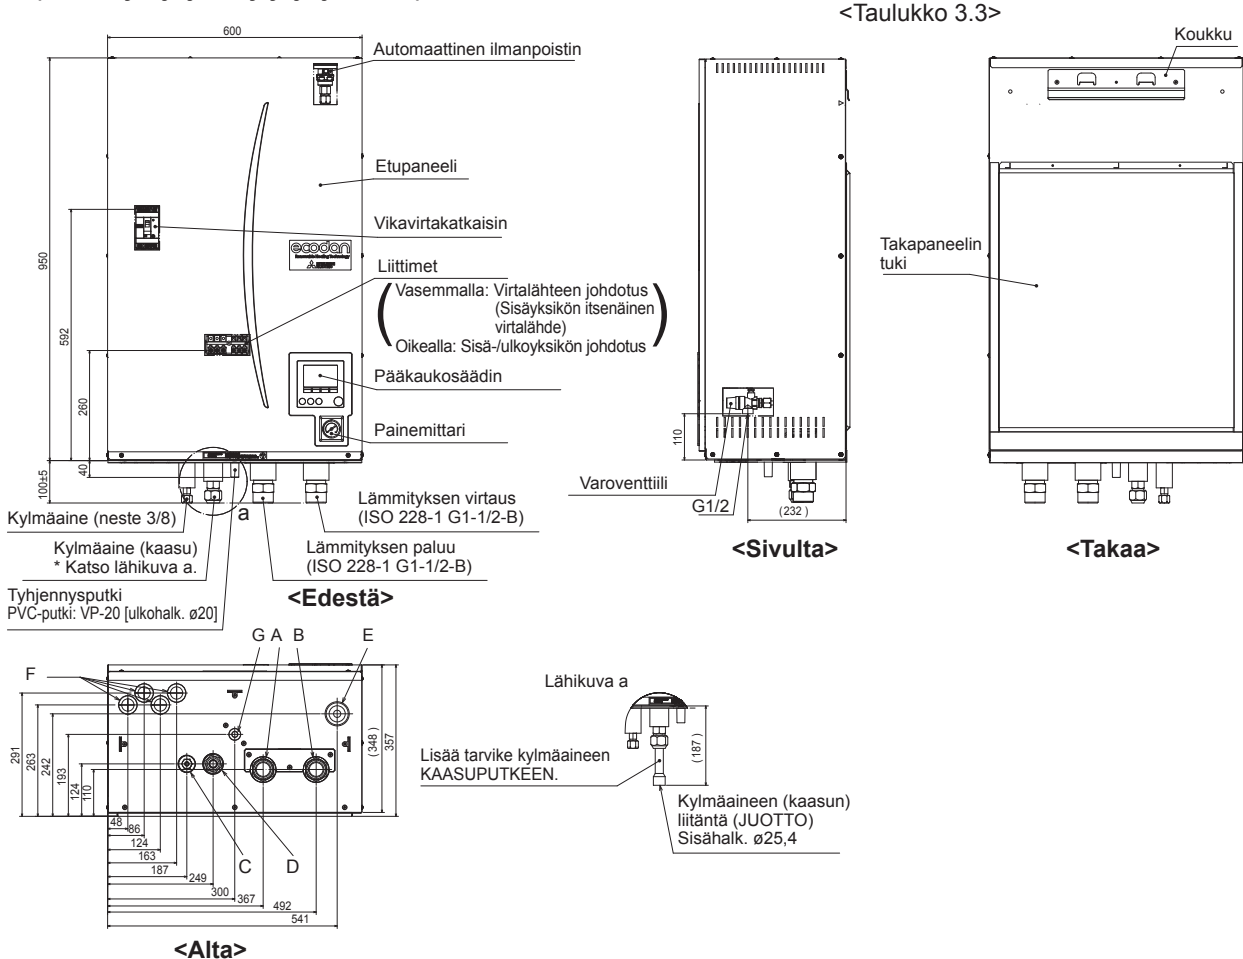 <Taulukko 3.3>
600
Automaattinen ilmanpoistin
Koukku
Etupaneeli
Vikavirtakatkaisin
ecodan
Renewable Heating Technology
Liittimet
Vasemmalla: Virtalähteen johdotus
(Sisäyksikön itsenäinen
virtalähde)
Oikealla: Sisä-/ulkoyksikön johdotus
Takapaneelin
tuki
950
592
260
Pääkaukosäädin
Painemittari
40
100±5
a
110
Varoventtiili
G1/2
(232)
Kylmäaine (neste 3/8)
Lämmityksen virtaus
(ISO 228-1 G1-1/2-B)
Kylmäaine (kaasu)
* Katso lähikuva a.
Lämmityksen paluu
(ISO 228-1 G1-1/2-B)
Tyhjennysputki
PVC-putki: VP-20 [ulkohalk. ø20]
<Edestä>
<Sivulta>
<Takaa>
G A B E
F
291
263
242
193
124
110
(348)
357
48
86
124
163
187
249
300
367
492
541
C D
<Alta>
Lähikuva a
Lisää tarvike kylmäaineen
KAASUPUTKEEN.
(187)
Kylmäaineen (kaasun)
liitäntä (JUOTTO)
Sisähalk. ø25,4